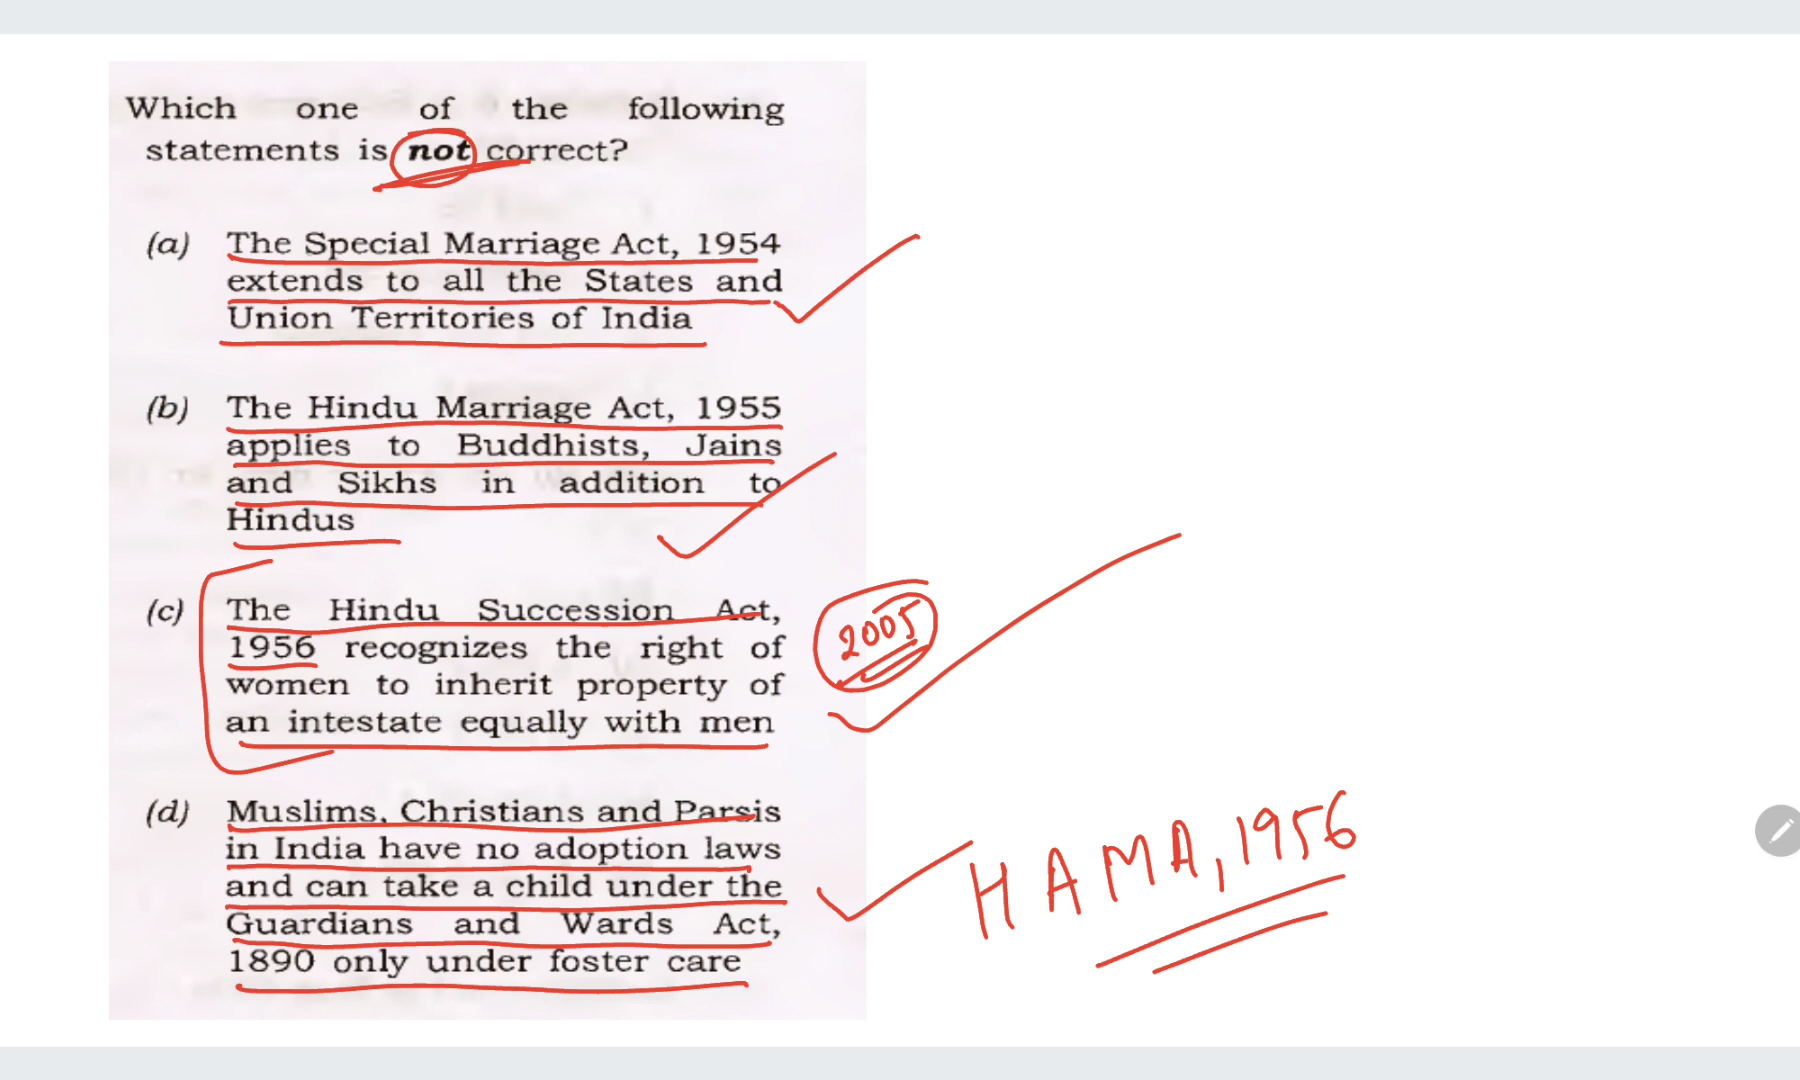 Which one of the following
statements is not correct?
(a) The Special Marriage Act, 1954
extends to all the States and
Union Territories of India
(b) The Hindu Marriage Act, 1955
applies to Buddhists, Jains
and Sikhs in addition to
Hindus
(c) The Hindu Succession Act,
1956 recognizes the right of
women to inherit property of
an intestate equally with men
2005
(d) Muslims, Christians and Parsis
in India have no adoption laws
and can take a child under the
Guardians and Wards Act,
1890 only under foster care
HAMA, 1956